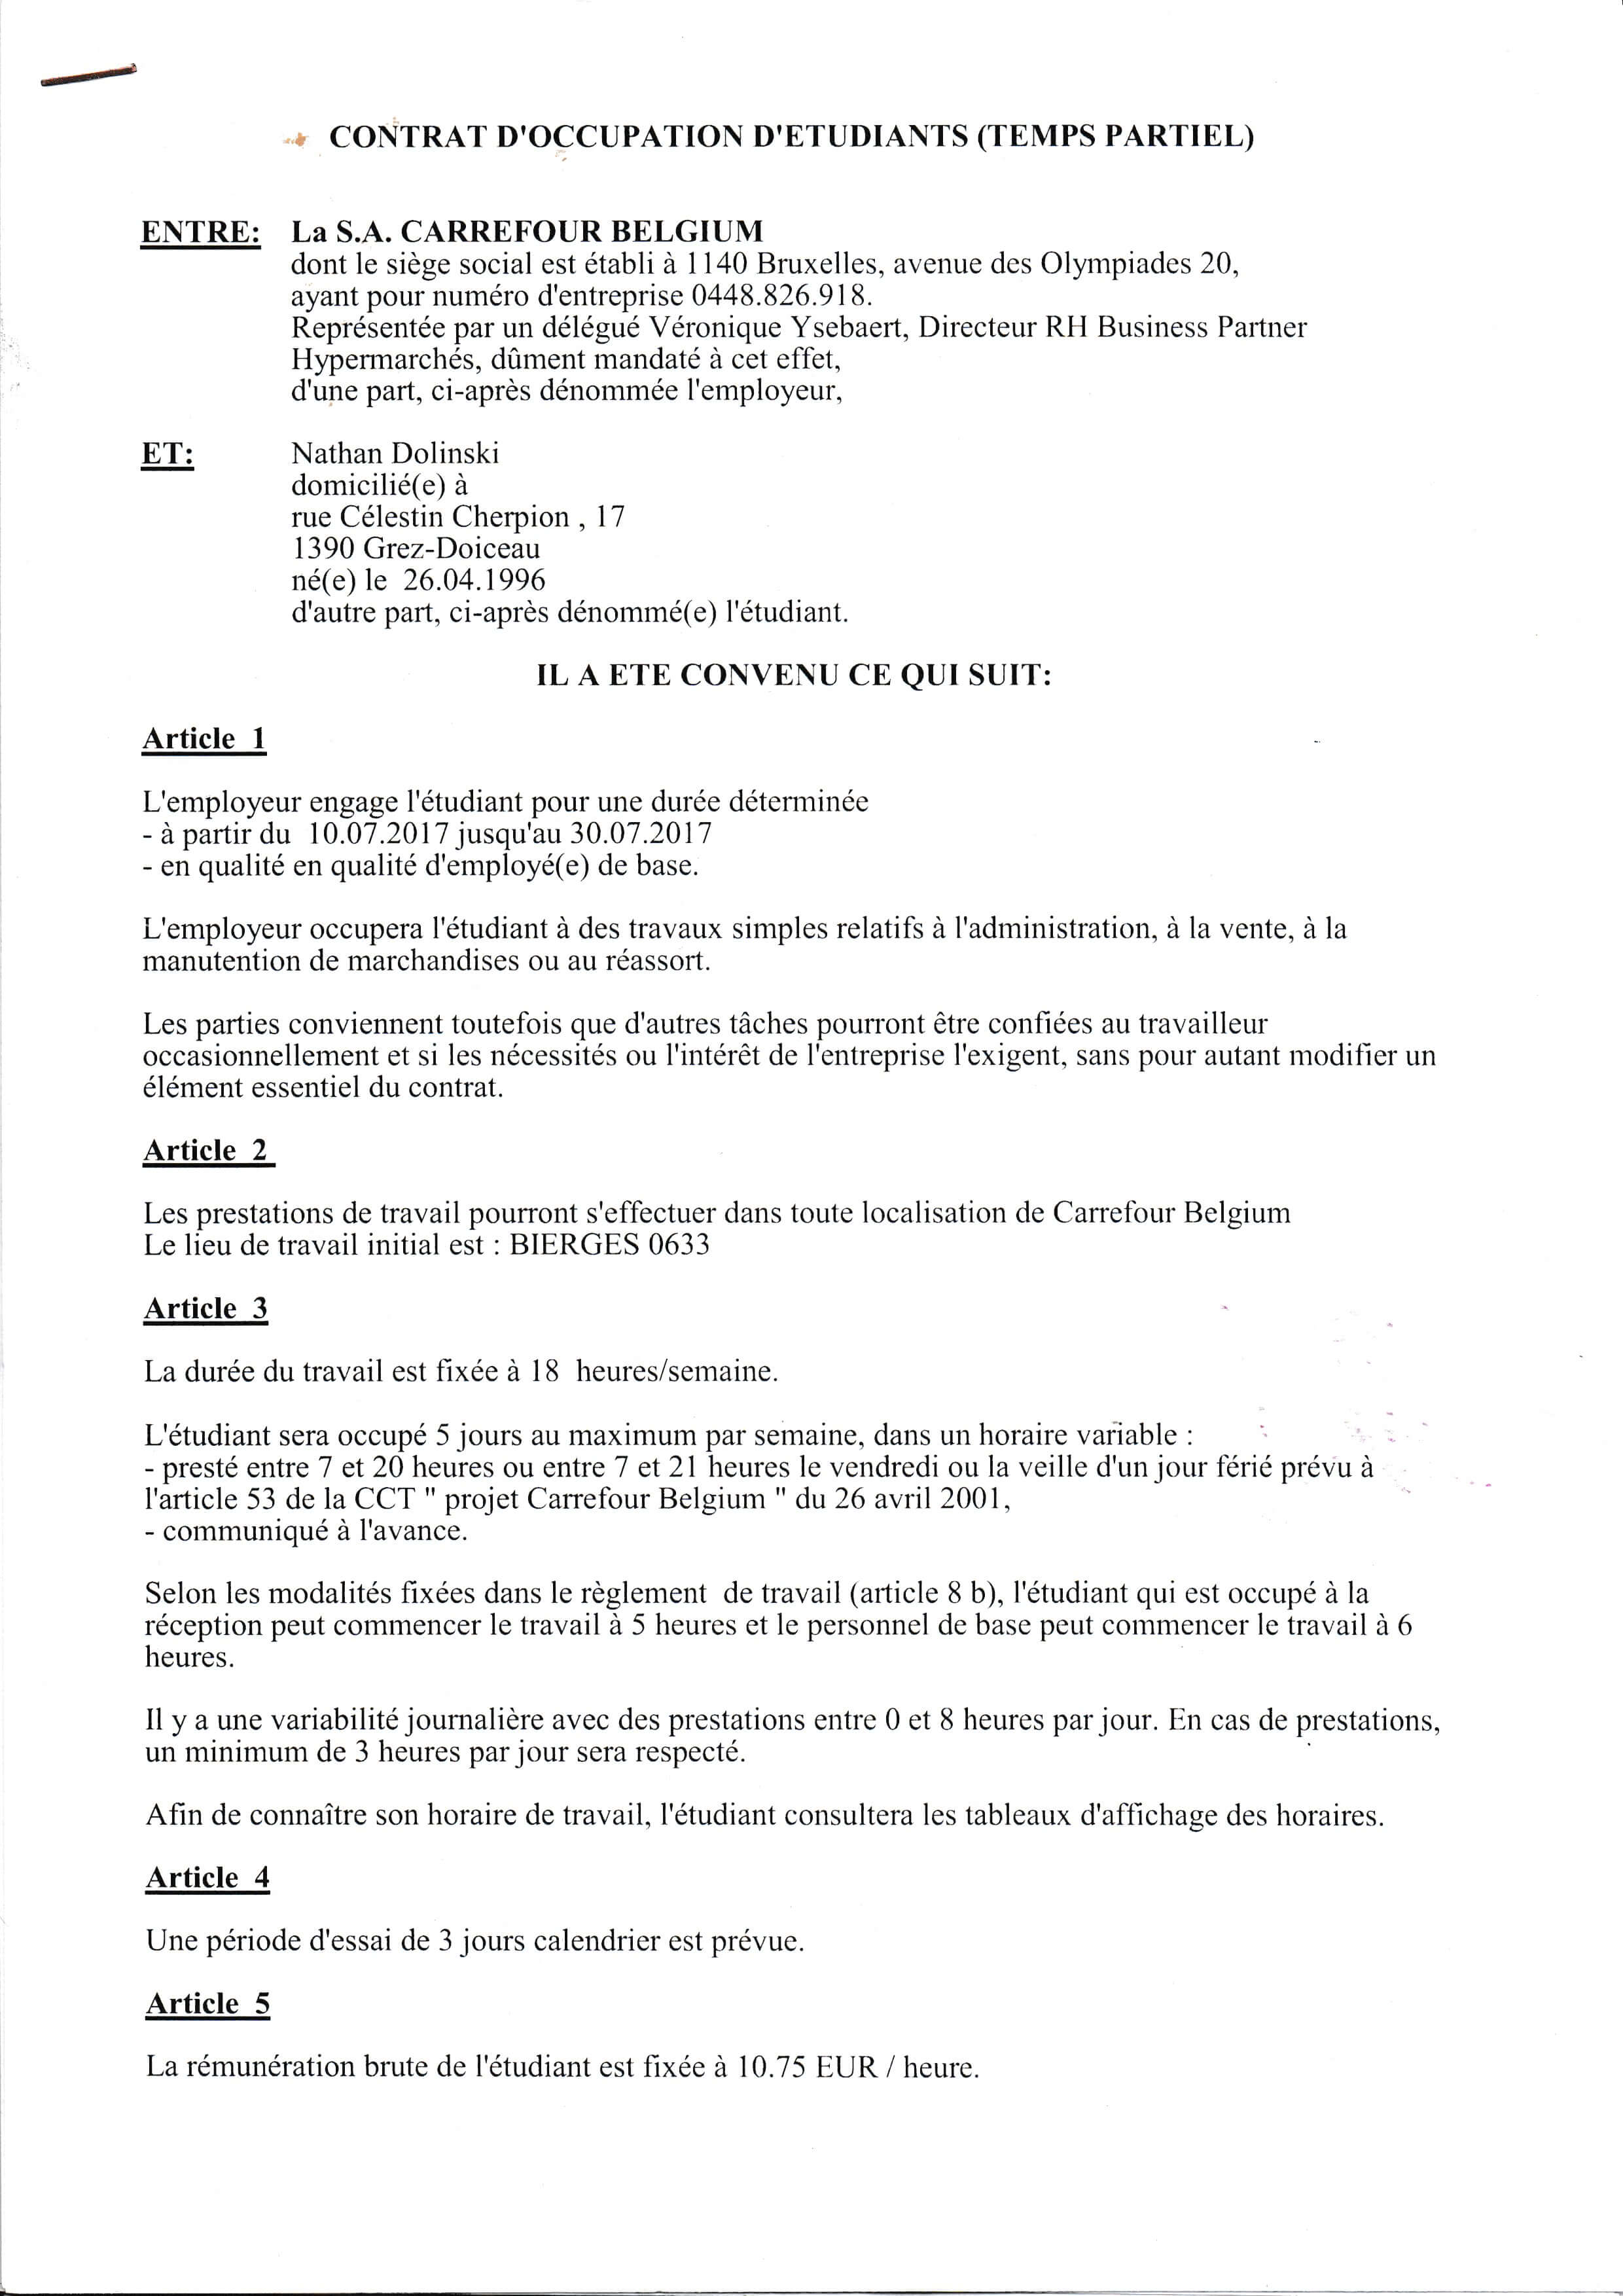 CONTRAT D'OCCUPATION D'ETUDIANTS (TEMPS PARTIEL)
ENTRE: La S.A. CARREFOUR BELGIUM
dont le siège social est établi à 1140 Bruxelles, avenue des Olympiades 20,
ayant pour numéro d'entreprise 0448.826.918.
Représentée par un délégué Véronique Ysebaert, Directeur RH Business Partner
Hypermarchés, dûment mandaté à cet effet,
d'une part, ci-après dénommée l'employeur,
ET: Nathan Dolinski
domicilié(e) à
rue Célestin Cherpion , 17
1390 Grez-Doiceau
né(e) le 26.04.1996
d'autre part, ci-après dénommé(e) l'étudiant.
IL A ETE CONVENU CE QUI SUIT:
Article 1
L'employeur engage l'étudiant pour une durée déterminée
- à partir du 10.07.2017 jusqu'au 30.07.2017
- en qualité en qualité d'employé(e) de base.
L'employeur occupera l'étudiant à des travaux simples relatifs à l'administration, à la vente, à la
manutention de marchandises ou au réassort.
Les parties conviennent toutefois que d'autres tâches pourront être confiées au travailleur
occasionnellement et si les nécessités ou l'intérêt de l'entreprise l'exigent, sans pour autant modifier un
élément essentiel du contrat.
Article 2
Les prestations de travail pourront s'effectuer dans toute localisation de Carrefour Belgium
Le lieu de travail initial est : BIERGES 0633
Article 3
La durée du travail est fixée à 18 heures/semaine.
L'étudiant sera occupé 5 jours au maximum par semaine, dans un horaire variable :
- presté entre 7 et 20 heures ou entre 7 et 21 heures le vendredi ou la veille d'un jour férié prévu à
l'article 53 de la CCT " projet Carrefour Belgium " du 26 avril 2001,
- communiqué à l'avance.
Selon les modalités fixées dans le règlement de travail (article 8 b), l'étudiant qui est occupé à la
réception peut commencer le travail à 5 heures et le personnel de base peut commencer le travail à 6
heures.
Il y a une variabilité journalière avec des prestations entre 0 et 8 heures par jour. En cas de prestations,
un minimum de 3 heures par jour sera respecté.
Afin de connaître son horaire de travail, l'étudiant consultera les tableaux d'affichage des horaires.
Article 4
Une période d'essai de 3 jours calendrier est prévue.
Article 5
La rémunération brute de l'étudiant est fixée à 10.75 EUR / heure.